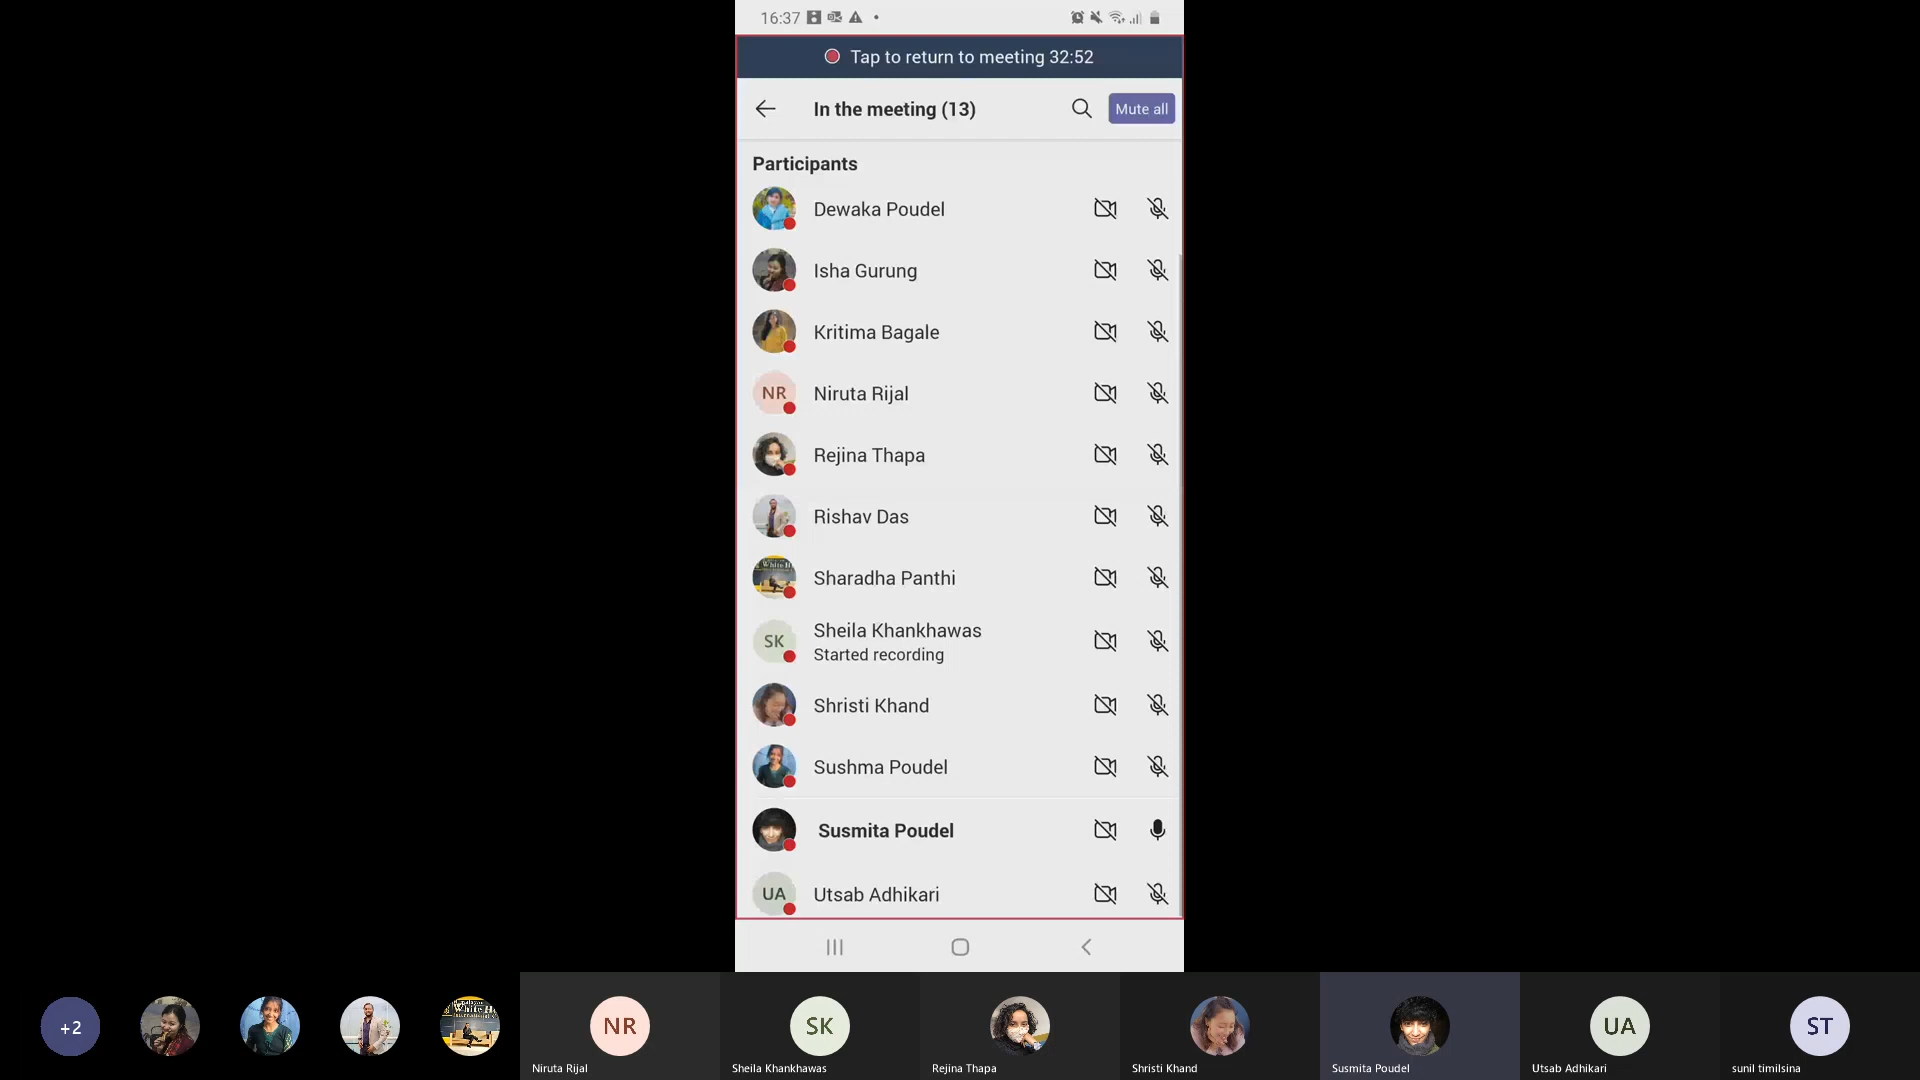 16:37
Tap to return to meeting 32:52
In the meeting (13)
Mute all
Participants
Dewaka Poudel
Isha Gurung
Kritima Bagale
NR
Niruta Rijal
Rejina Thapa
Rishav Das
Sharadha Panthi
SK
Sheila Khankhawas
Started recording
Shristi Khand
Sushma Poudel
Susmita Poudel
UA
Utsab Adhikari
+2
White H
NR
SK
UA
ST
Niruta Rijal
Sheila Khankhawas
Rejina Thapa
Shristi Khand
Susmita Poudel
Utsab Adhikari
sunil timilsina